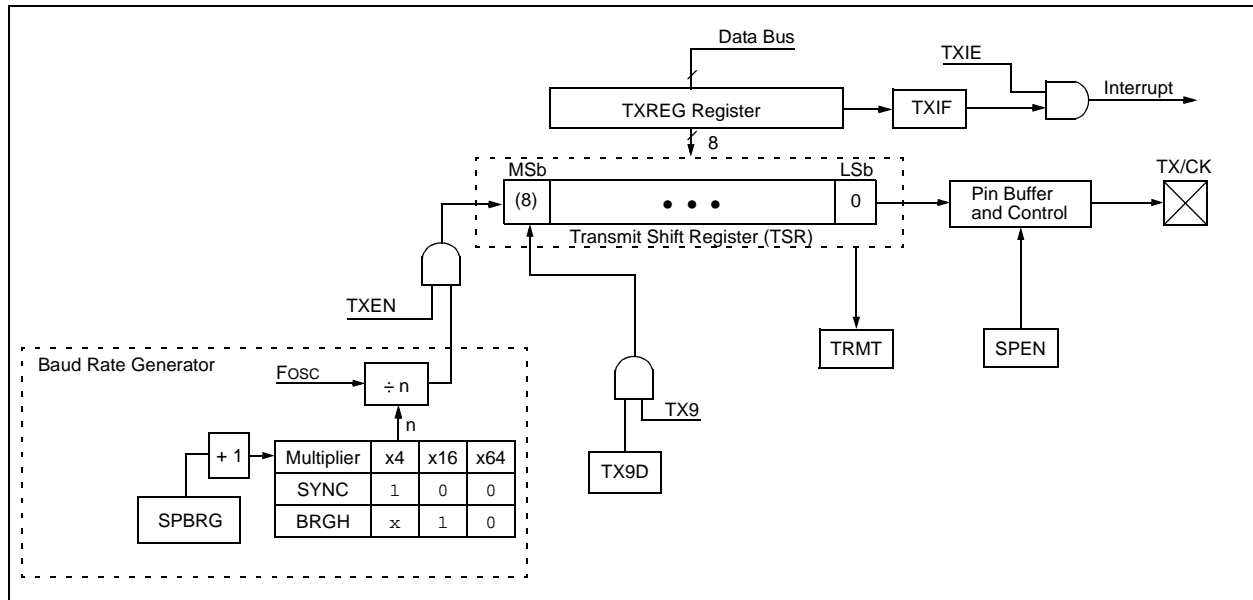 Data Bus
TXIE
Interrupt
TXREG Register
TXIF
8
MSb
LSb
TX/CK
(8)
• • •
0
Pin Buffer
and Control
Transmit Shift Register (TSR)
TXEN
TRMT
SPEN
Baud Rate Generator
FOSC
÷ n
n
TX9
+ 1
Multiplier x4 x16 x64
TX9D
SYNC 1 0 0
SPBRG
BRGH x 1 0